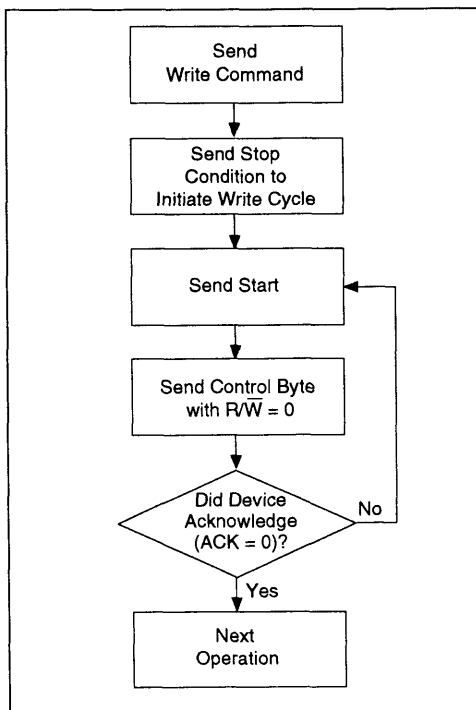 Send
Write Command
Send Stop
Condition to
Initiate Write Cycle
Send Start
Send Control Byte
with R/W̅ = 0
Did Device
Acknowledge
(ACK = 0)?
No
Yes
Next
Operation